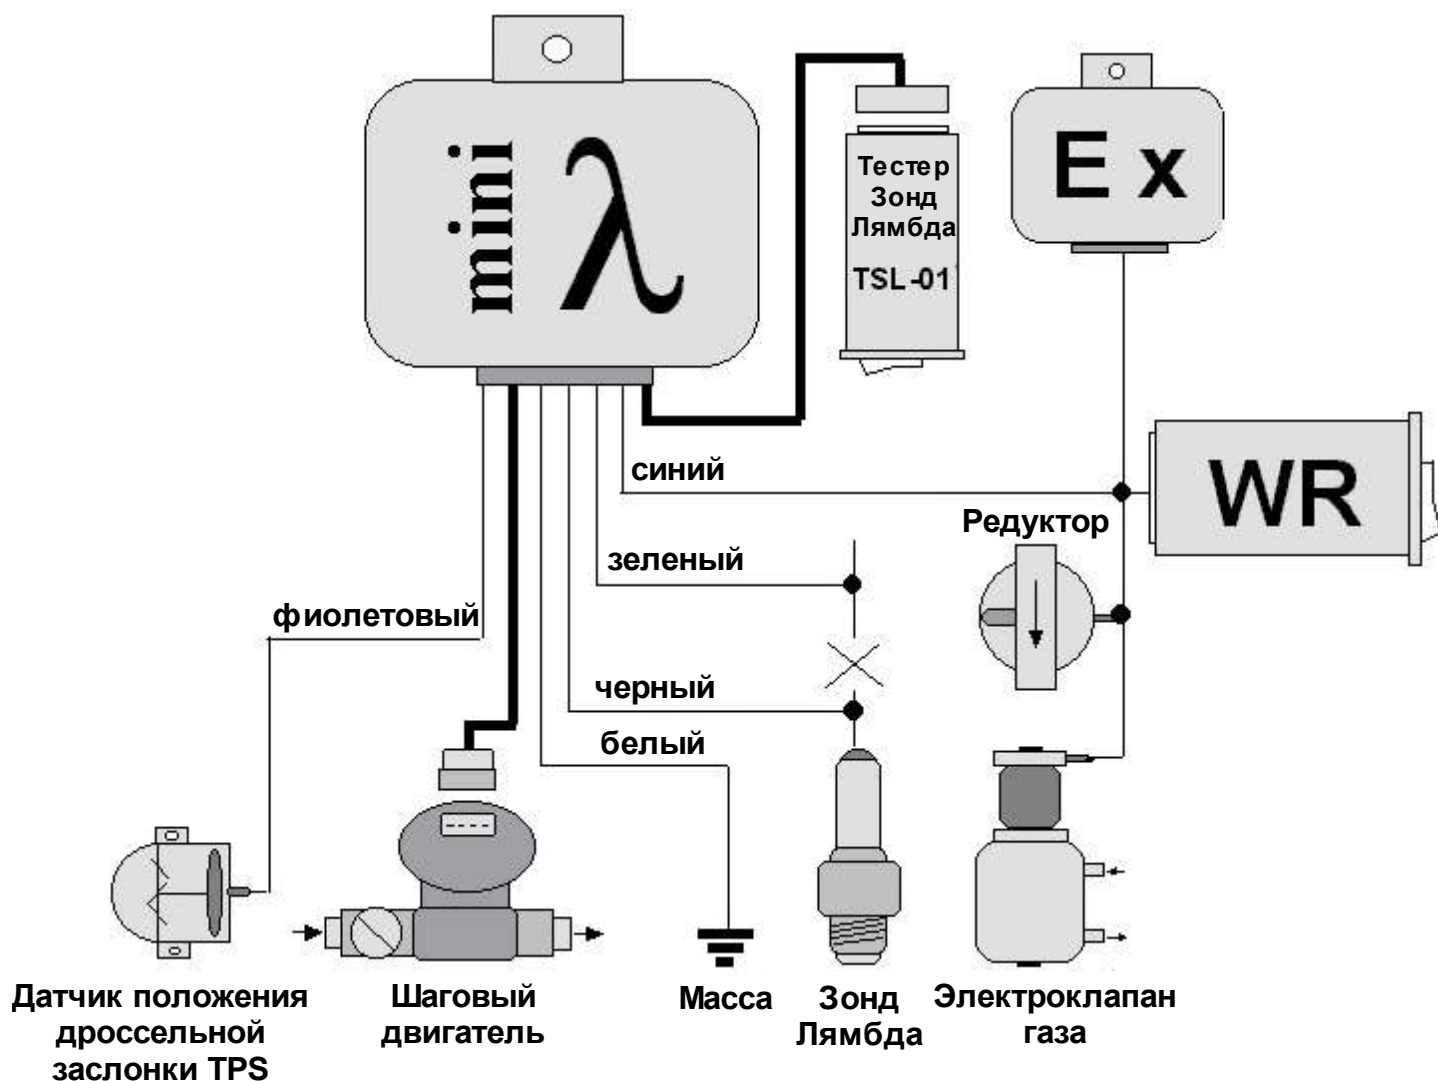 mini λ
Тестер
Зонд
Лямбда
TSL-01
Ex
синий
WR
Редуктор
зеленый
фиолетовый
черный
белый
Датчик положения
дроссельной
заслонки TPS
Шаговый
двигатель
Масса
Зонд
Лямбда
Электроклапан
газа